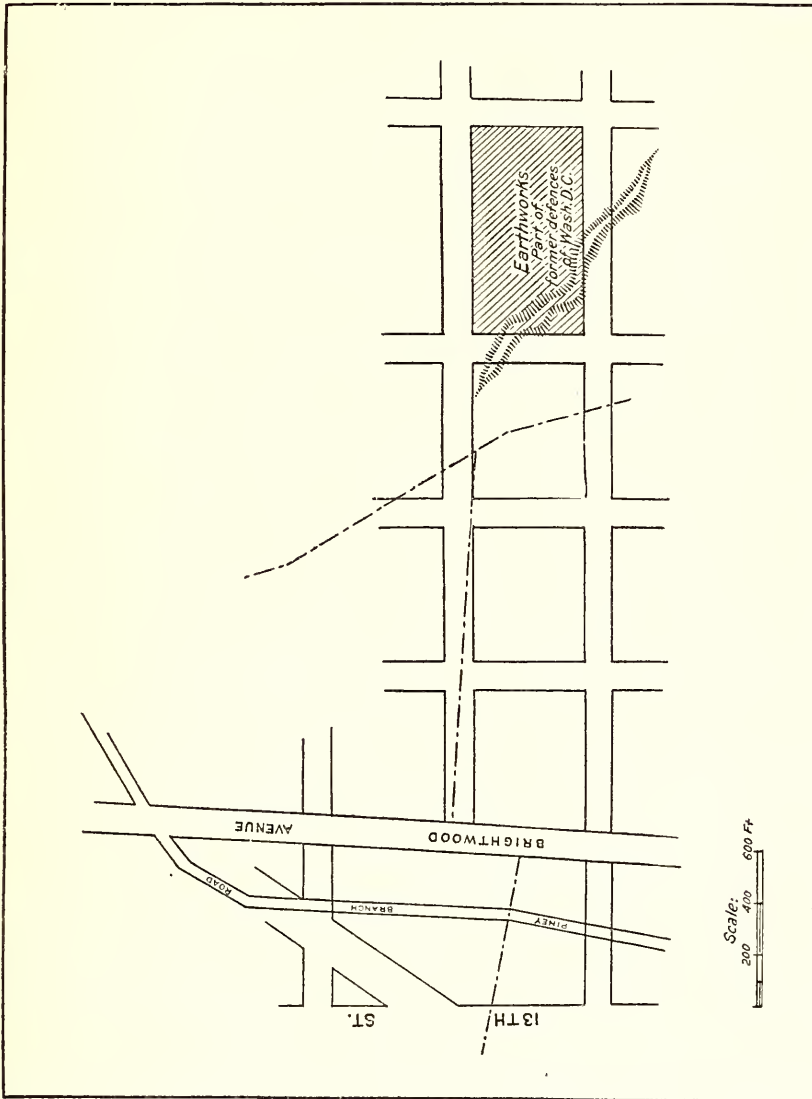 Earthworks
Part of
former defences
of Wash. D.C.
BRIGHTWOOD AVENUE
PINEY BRANCH ROAD
13TH ST.
Scale:
200 400 600 Ft